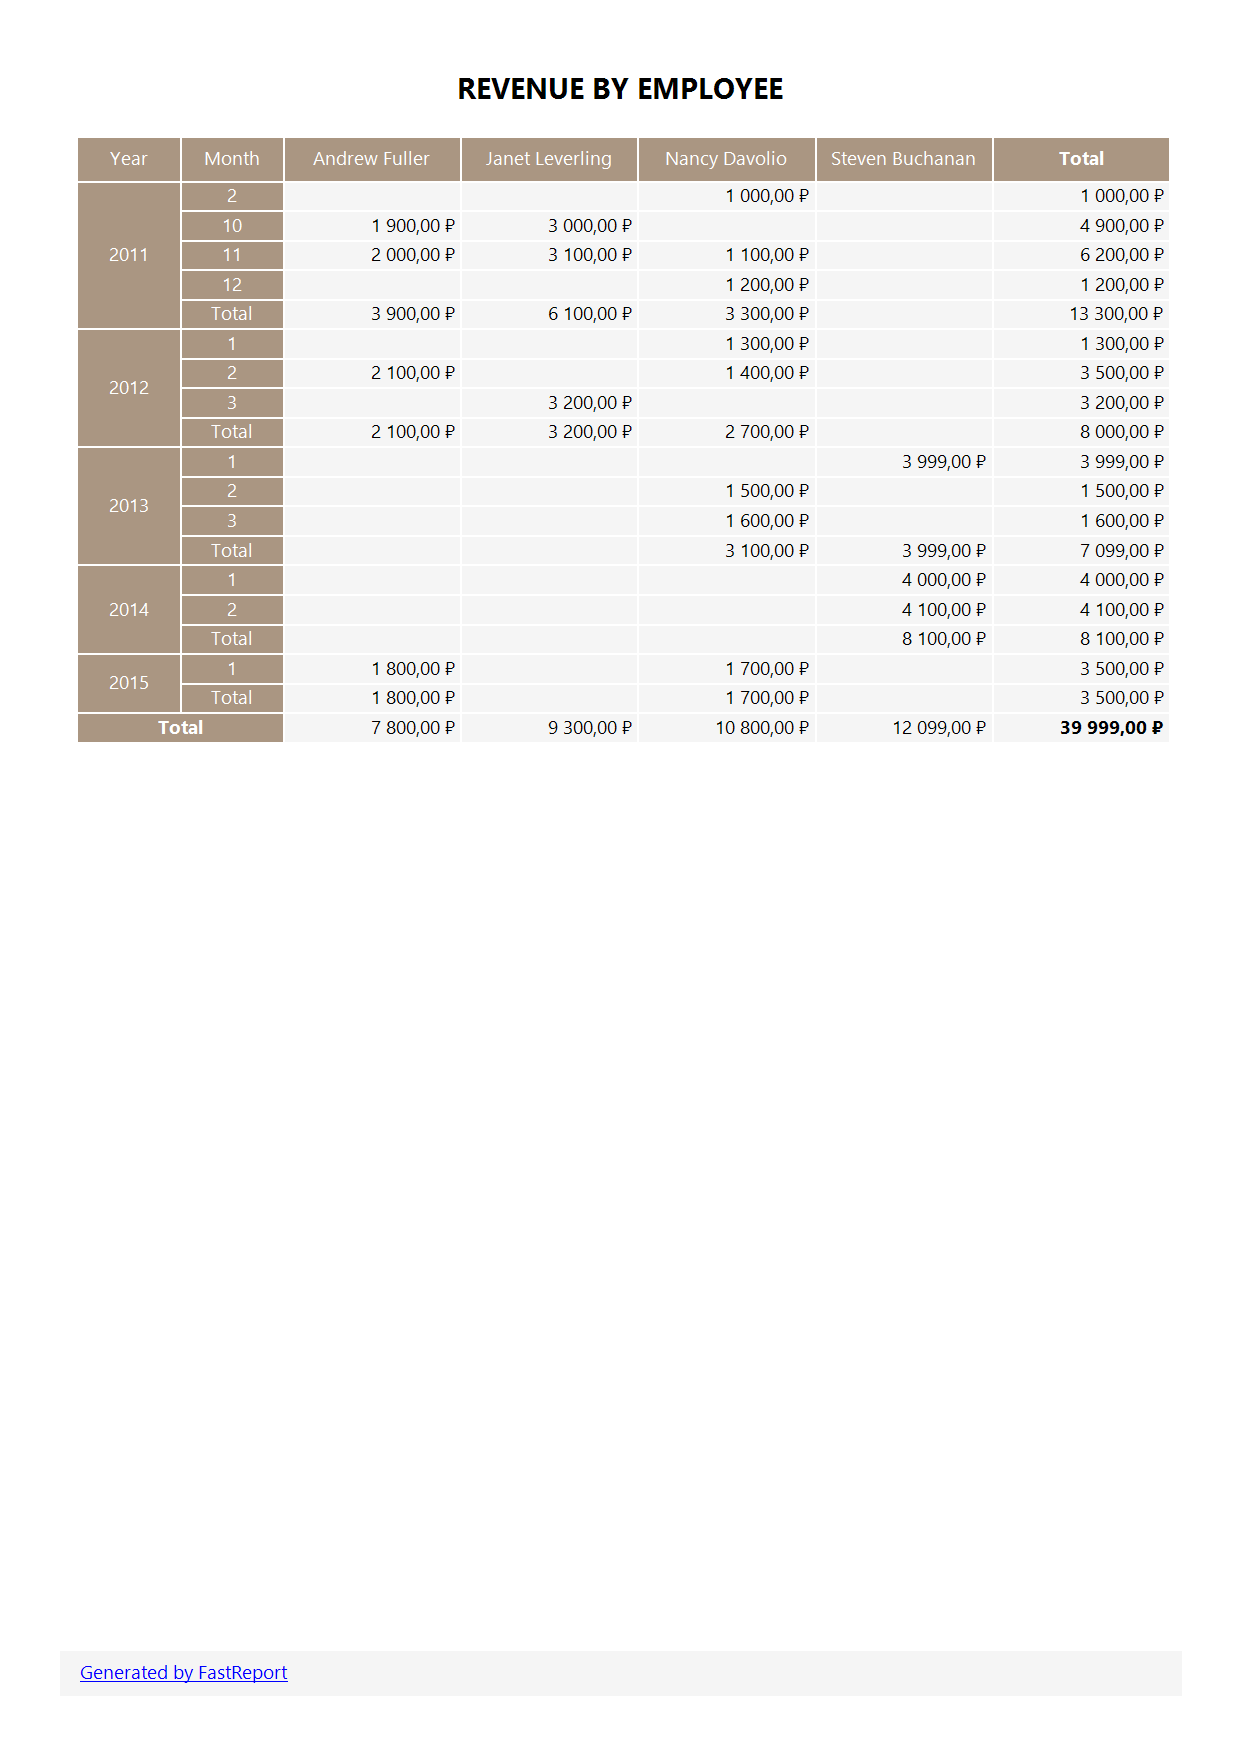 REVENUE BY EMPLOYEE
Year Month Andrew Fuller Janet Leverling Nancy Davolio Steven Buchanan Total
2 1 000,00 ₽ 1 000,00 ₽
10 1 900,00 ₽ 3 000,00 ₽ 4 900,00 ₽
2011 11 2 000,00 ₽ 3 100,00 ₽ 1 100,00 ₽ 6 200,00 ₽
12 1 200,00 ₽ 1 200,00 ₽
Total 3 900,00 ₽ 6 100,00 ₽ 3 300,00 ₽ 13 300,00 ₽
1 1 300,00 ₽ 1 300,00 ₽
2012 2 2 100,00 ₽ 1 400,00 ₽ 3 500,00 ₽
3 3 200,00 ₽ 3 200,00 ₽
Total 2 100,00 ₽ 3 200,00 ₽ 2 700,00 ₽ 8 000,00 ₽
1 3 999,00 ₽ 3 999,00 ₽
2013 2 1 500,00 ₽ 1 500,00 ₽
3 1 600,00 ₽ 1 600,00 ₽
Total 3 100,00 ₽ 3 999,00 ₽ 7 099,00 ₽
1 4 000,00 ₽ 4 000,00 ₽
2014 2 4 100,00 ₽ 4 100,00 ₽
Total 8 100,00 ₽ 8 100,00 ₽
2015 1 1 800,00 ₽ 1 700,00 ₽ 3 500,00 ₽
Total 1 800,00 ₽ 1 700,00 ₽ 3 500,00 ₽
Total 7 800,00 ₽ 9 300,00 ₽ 10 800,00 ₽ 12 099,00 ₽ 39 999,00 ₽
Generated by FastReport